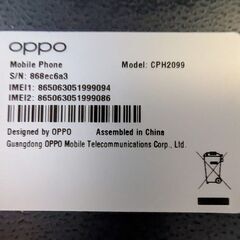 oppo
Mobile Phone Model: CPH2099
S/N: 868ec6a3
IMEI1: 865063051999094
IMEI2: 865063051999086
Designed by OPPO Assembled in China
Guangdong OPPO Mobile Telecommunications Corp., Ltd.